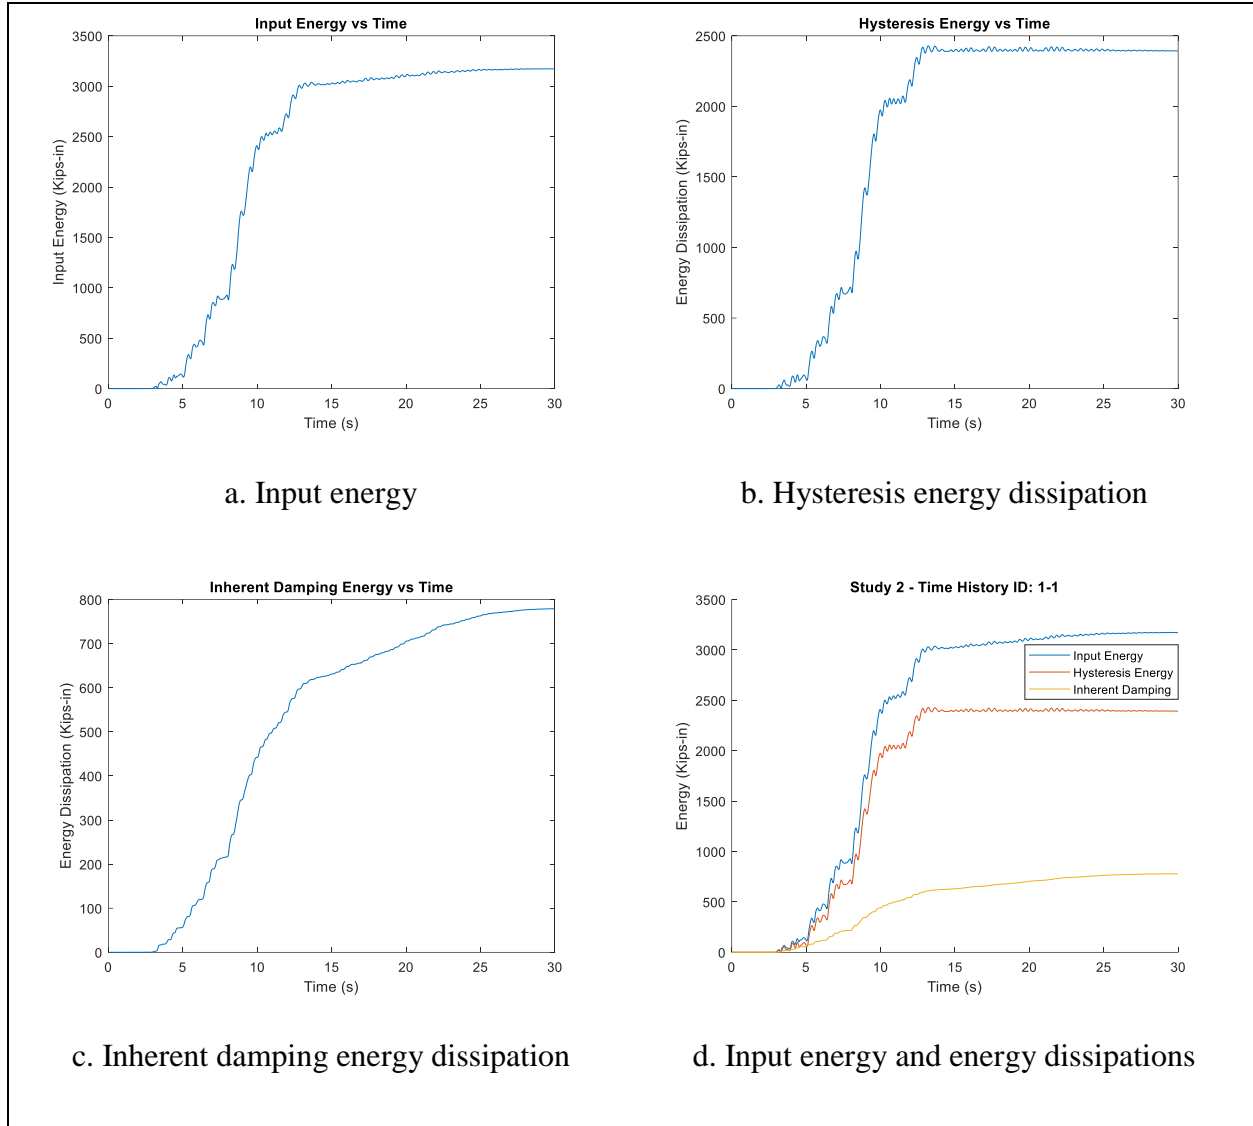 Input Energy vs Time
3500
3000
2500
2000
1500
1000
500
0
Input Energy (Kips-in)
0 5 10 15 20 25 30
Time (s)
a. Input energy
Hysteresis Energy vs Time
2500
2000
1500
1000
500
0
Energy Dissipation (Kips-in)
0 5 10 15 20 25 30
Time (s)
b. Hysteresis energy dissipation
Inherent Damping Energy vs Time
800
700
600
500
400
300
200
100
0
Energy Dissipation (Kips-in)
0 5 10 15 20 25 30
Time (s)
c. Inherent damping energy dissipation
Study 2 - Time History ID: 1-1
3500
3000
2500
2000
1500
1000
500
0
Energy (Kips-in)
Input Energy
Hysteresis Energy
Inherent Damping
0 5 10 15 20 25 30
Time (s)
d. Input energy and energy dissipations